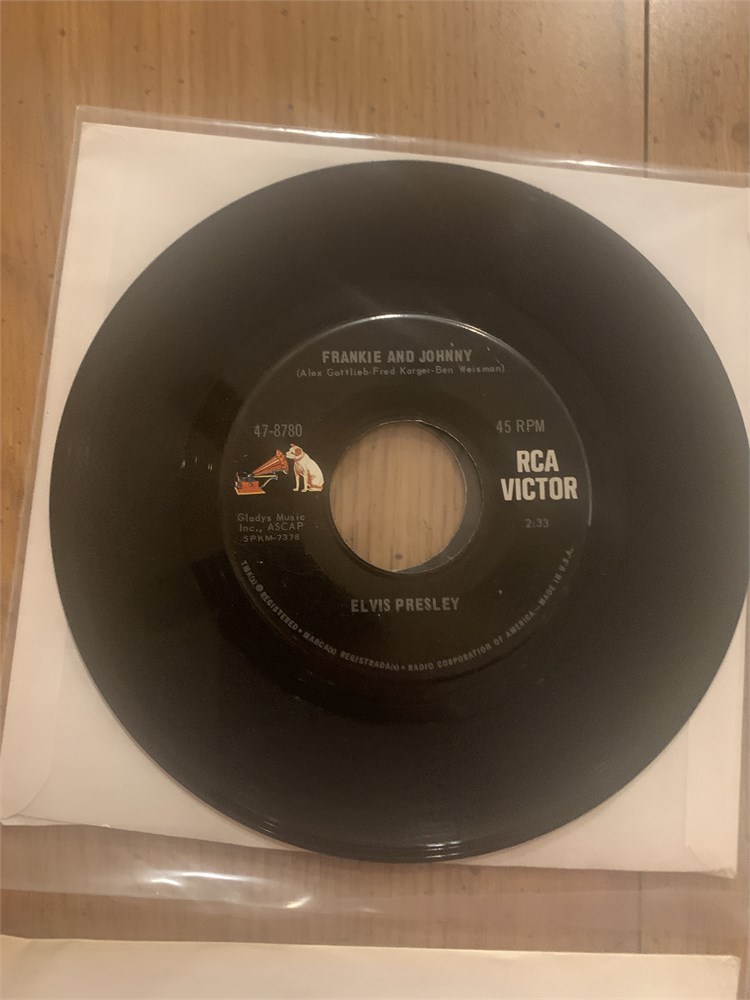 FRANKIE AND JOHNNY
(Alex Gottlieb-Fred Karger-Ben Weisman)
47-8780
45 RPM
RCA
VICTOR
Gladys Music
Inc., ASCAP
SPKM-7378
2:33
ELVIS PRESLEY
TMK(s) ® REGISTERED • MARCA(s) REGISTRADA(s) • RADIO CORPORATION OF AMERICA—MADE IN U.S.A.